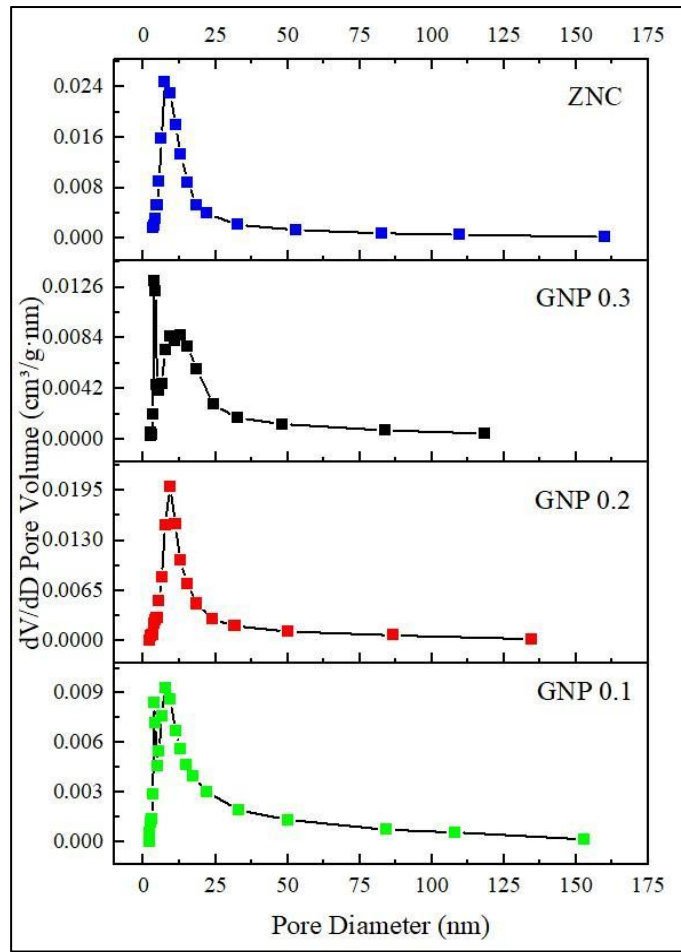 0 25 50 75 100 125 150 175
ZNC
0.024
0.016
0.008
0.000
GNP 0.3
0.0126
0.0084
0.0042
0.0000
GNP 0.2
0.0195
0.0130
0.0065
0.0000
GNP 0.1
0.009
0.006
0.003
0.000
dV/dD Pore Volume (cm³/g·nm)
0 25 50 75 100 125 150 175
Pore Diameter (nm)